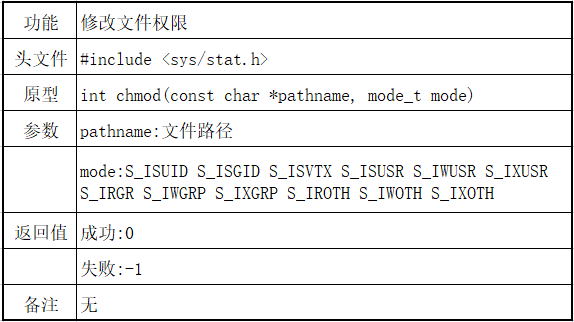 功能 修改文件权限
头文件 #include <sys/stat.h>
原型 int chmod(const char *pathname, mode_t mode)
参数 pathname:文件路径
mode:S_ISUID S_ISGID S_ISVTX S_ISUSR S_IWUSR S_IXUSR
S_IRGR S_IWGRP S_IXGRP S_IROTH S_IWOTH S_IXOTH
返回值 成功:0
失败:-1
备注 无